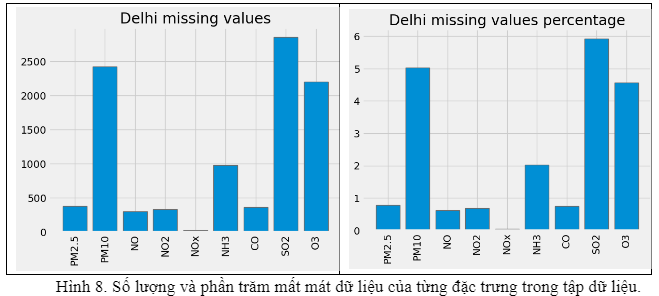 Delhi missing values
2500
2000
1500
1000
500
0
PM2.5
PM10
NO
NO2
NOx
NH3
CO
SO2
O3
Delhi missing values percentage
6
5
4
3
2
1
0
PM2.5
PM10
NO
NO2
NOx
NH3
CO
SO2
O3
Hình 8. Số lượng và phần trăm mất mát dữ liệu của từng đặc trưng trong tập dữ liệu.